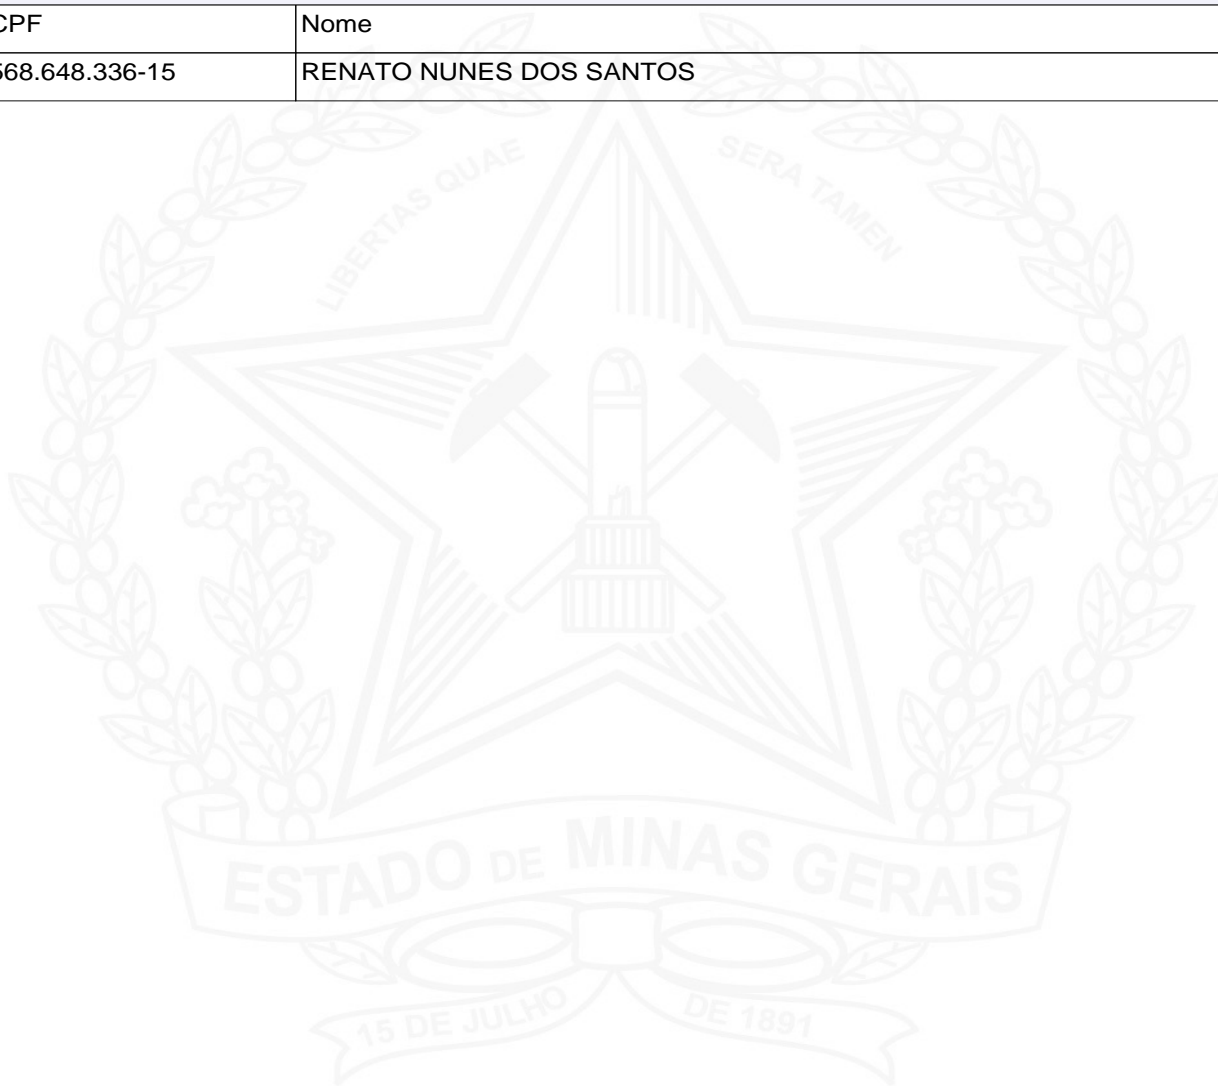 CPF Nome
568.648.336-15 RENATO NUNES DOS SANTOS
LIBERTAS QUAE SERA TAMEN
ESTADO DE MINAS GERAIS
15 DE JULHO DE 1891